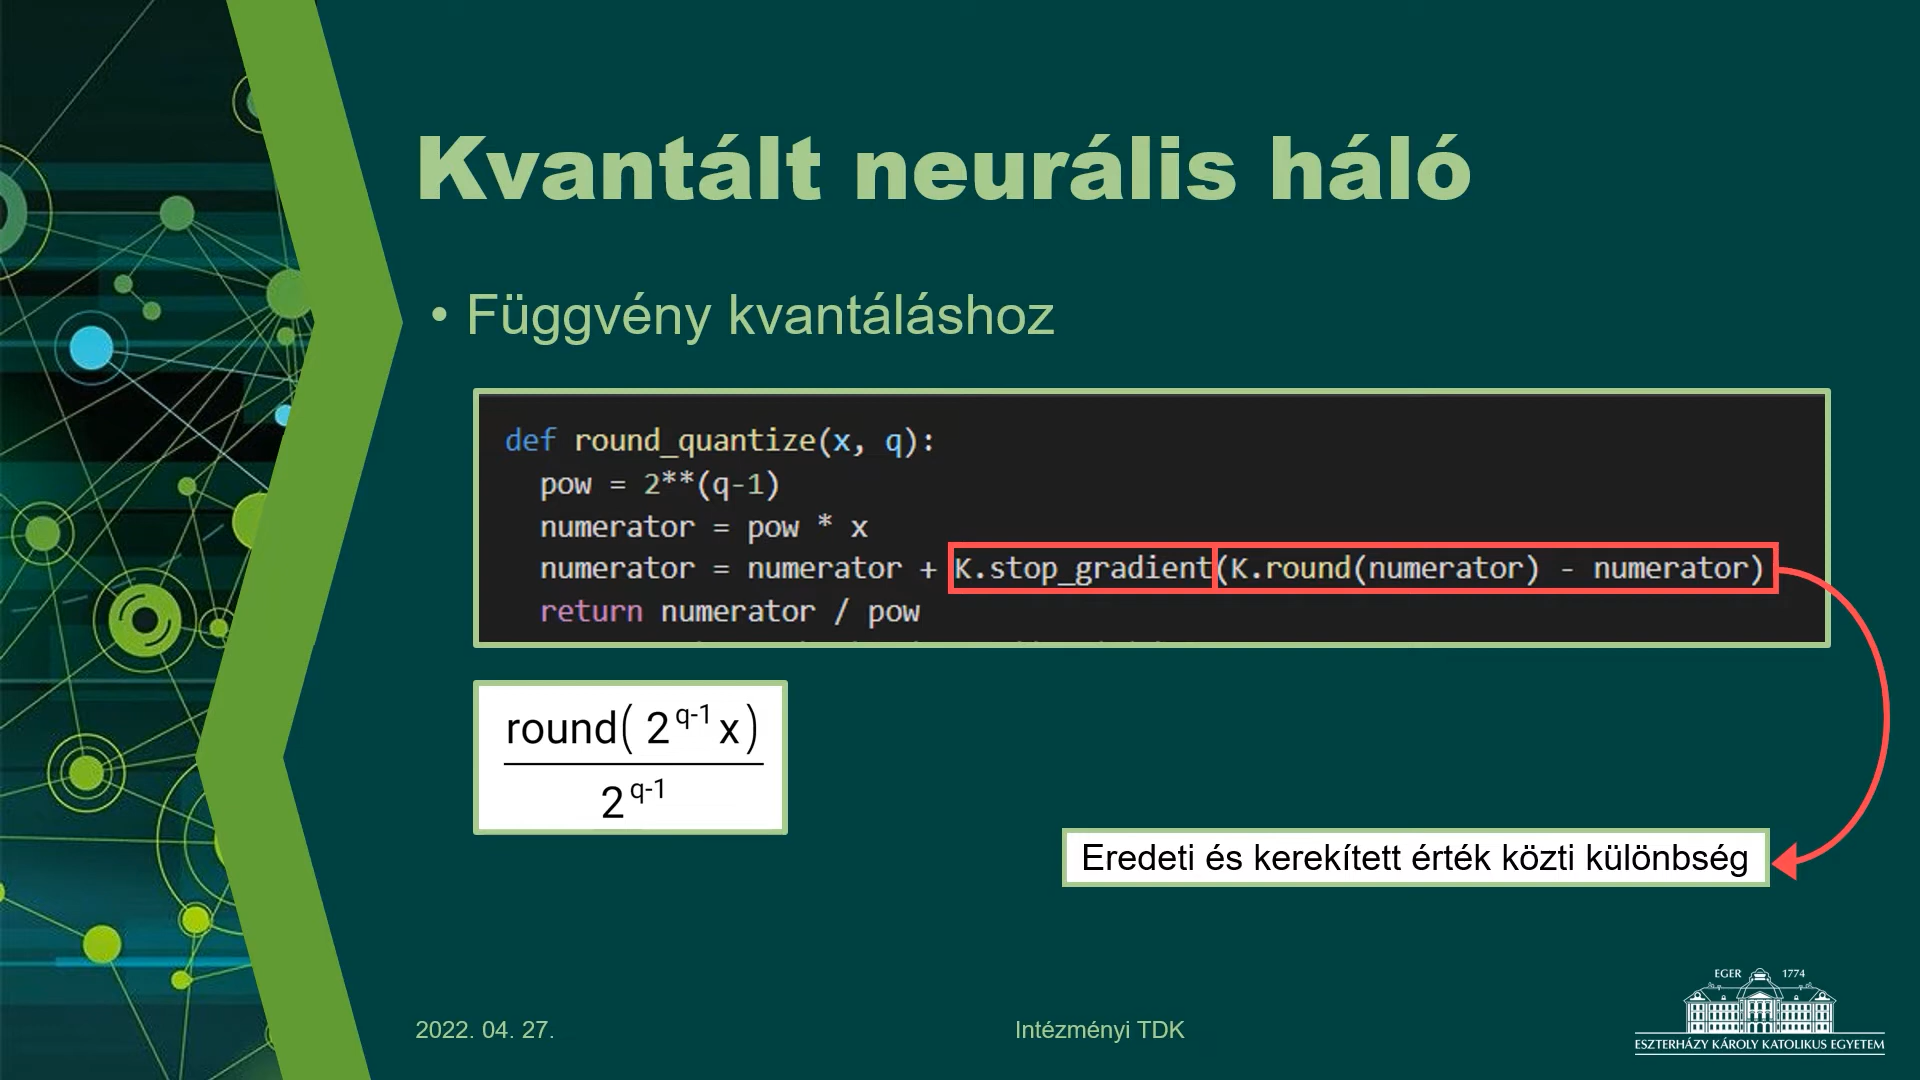 Kvantált neurális háló
• Függvény kvantáláshoz
def round_quantize(x, q):
pow = 2**(q-1)
numerator = pow * x
numerator = numerator + K.stop_gradient(K.round(numerator) - numerator)
return numerator / pow
round( 2^q-1 x )
2^q-1
Eredeti és kerekített érték közti különbség
2022. 04. 27.
Intézményi TDK
EGER 1774
ESZTERHÁZY KÁROLY KATOLIKUS EGYETEM